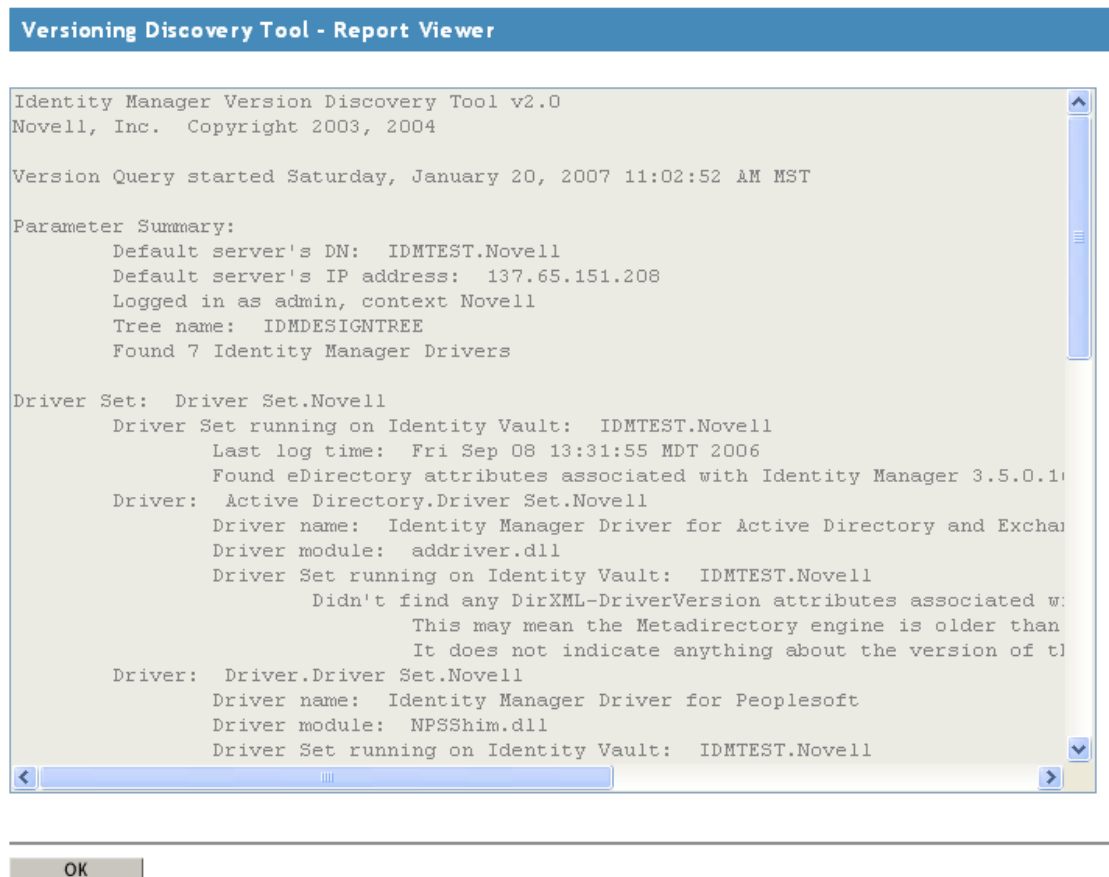 Versioning Discovery Tool - Report Viewer
Identity Manager Version Discovery Tool v2.0
Novell, Inc.  Copyright 2003, 2004
Version Query started Saturday, January 20, 2007 11:02:52 AM MST
Parameter Summary:
Default server's DN:  IDMTEST.Novell
Default server's IP address:  137.65.151.208
Logged in as admin, context Novell
Tree name:  IDMDESIGNTREE
Found 7 Identity Manager Drivers
Driver Set:  Driver Set.Novell
Driver Set running on Identity Vault:  IDMTEST.Novell
Last log time:  Fri Sep 08 13:31:55 MDT 2006
Found eDirectory attributes associated with Identity Manager 3.5.0.1
Driver:  Active Directory.Driver Set.Novell
Driver name:  Identity Manager Driver for Active Directory and Exchan
Driver module:  addriver.dll
Driver Set running on Identity Vault:  IDMTEST.Novell
Didn't find any DirXML-DriverVersion attributes associated w
This may mean the Metadirectory engine is older than
It does not indicate anything about the version of t
Driver:  Driver.Driver Set.Novell
Driver name:  Identity Manager Driver for Peoplesoft
Driver module:  NPSShim.dll
Driver Set running on Identity Vault:  IDMTEST.Novell
OK